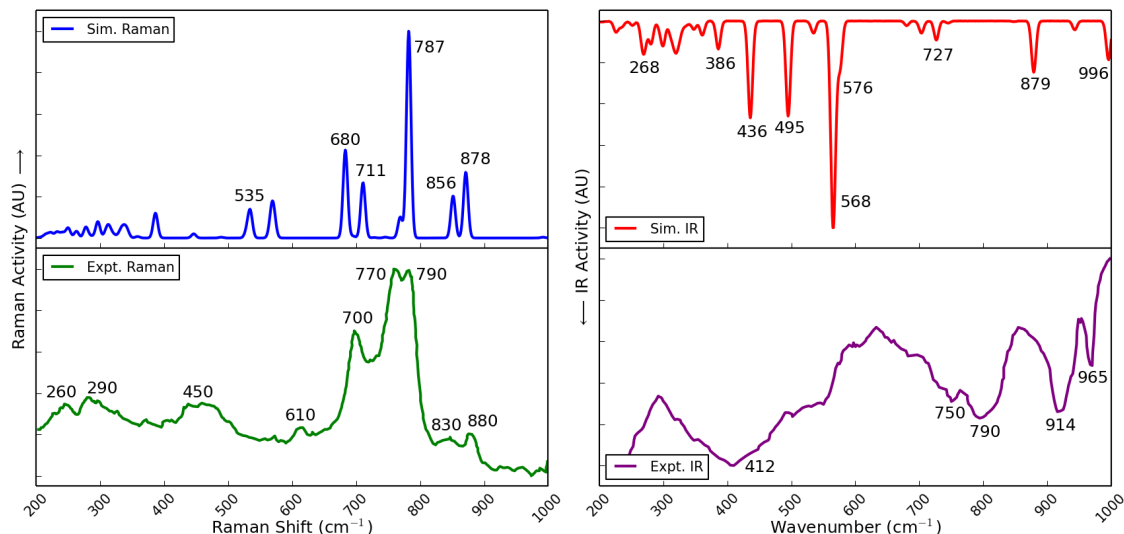 Sim. Raman
787
680
711
878
856
535
Raman Activity (AU) ⟶
Expt. Raman
770
790
700
260
290
450
610
830
880
200 300 400 500 600 700 800 900 1000
Raman Shift (cm⁻¹)
268
386
727
996
879
576
436
495
568
Sim. IR
⟵ IR Activity (AU)
965
750
914
790
412
Expt. IR
200 300 400 500 600 700 800 900 1000
Wavenumber (cm⁻¹)